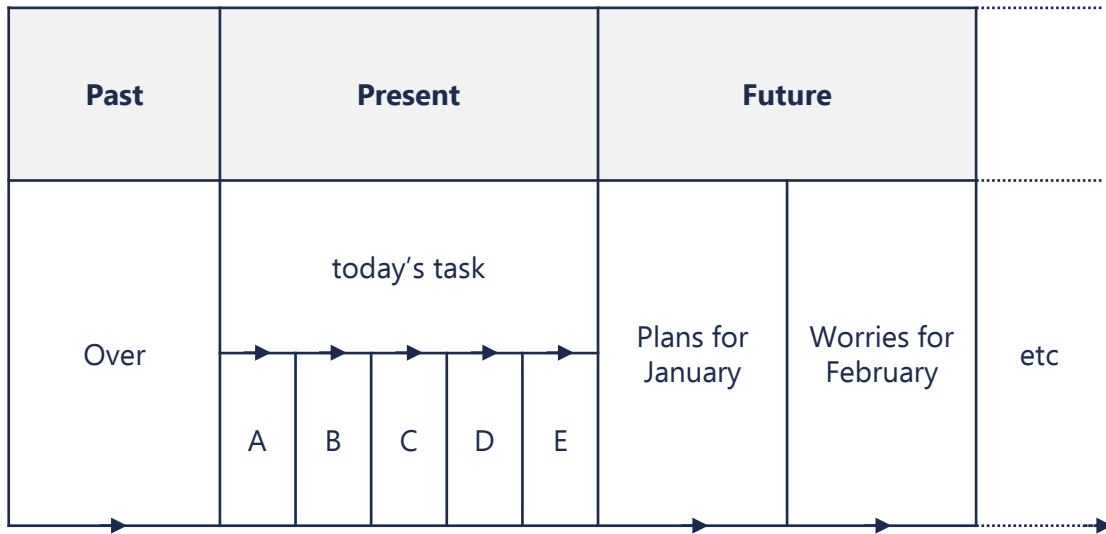 Past
Present
Future
Over
today’s task
A
B
C
D
E
Plans for
January
Worries for
February
etc